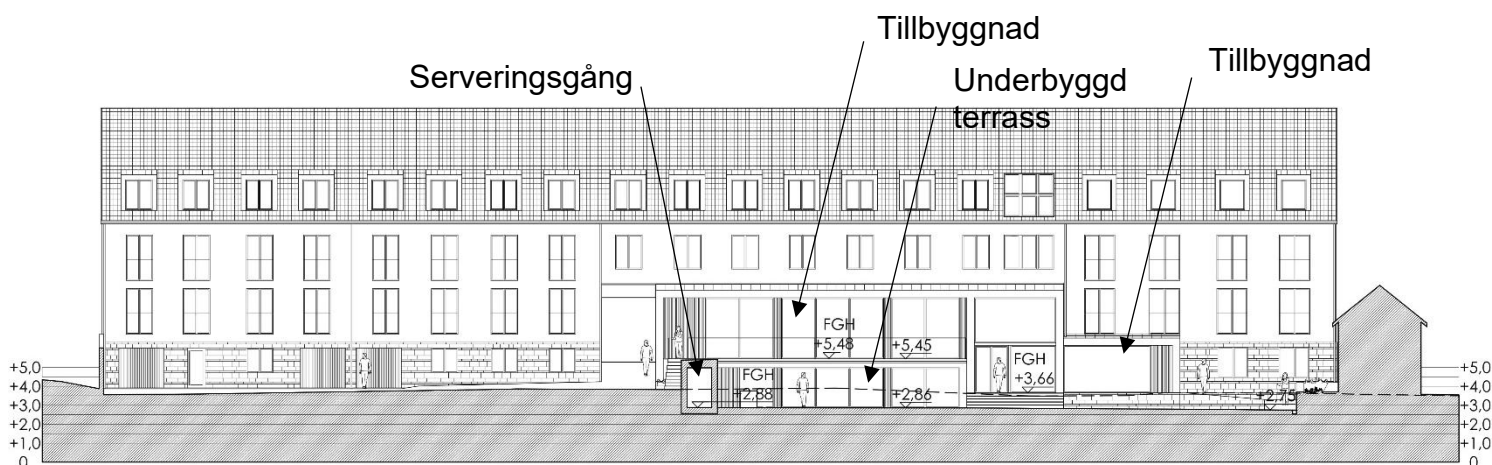 Tillbyggnad
Serveringsgång
Underbyggd
terrass
Tillbyggnad
FGH
+5,48
+5,45
FGH
+2,88
+2,86
FGH
+3,66
+2,75
+5,0
+4,0
+3,0
+2,0
+1,0
0
+5,0
+4,0
+3,0
+2,0
+1,0
0